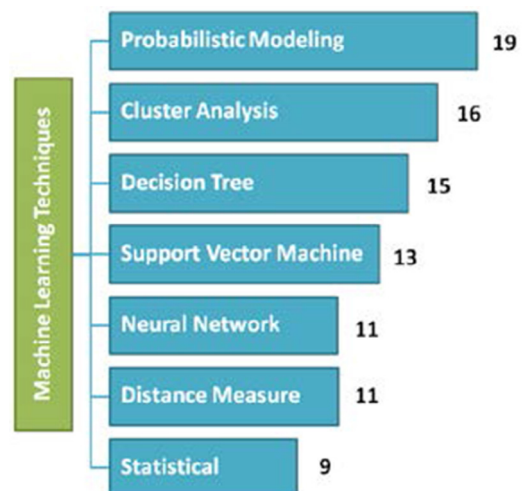 Machine Learning Techniques
Probabilistic Modeling 19
Cluster Analysis 16
Decision Tree 15
Support Vector Machine 13
Neural Network 11
Distance Measure 11
Statistical 9